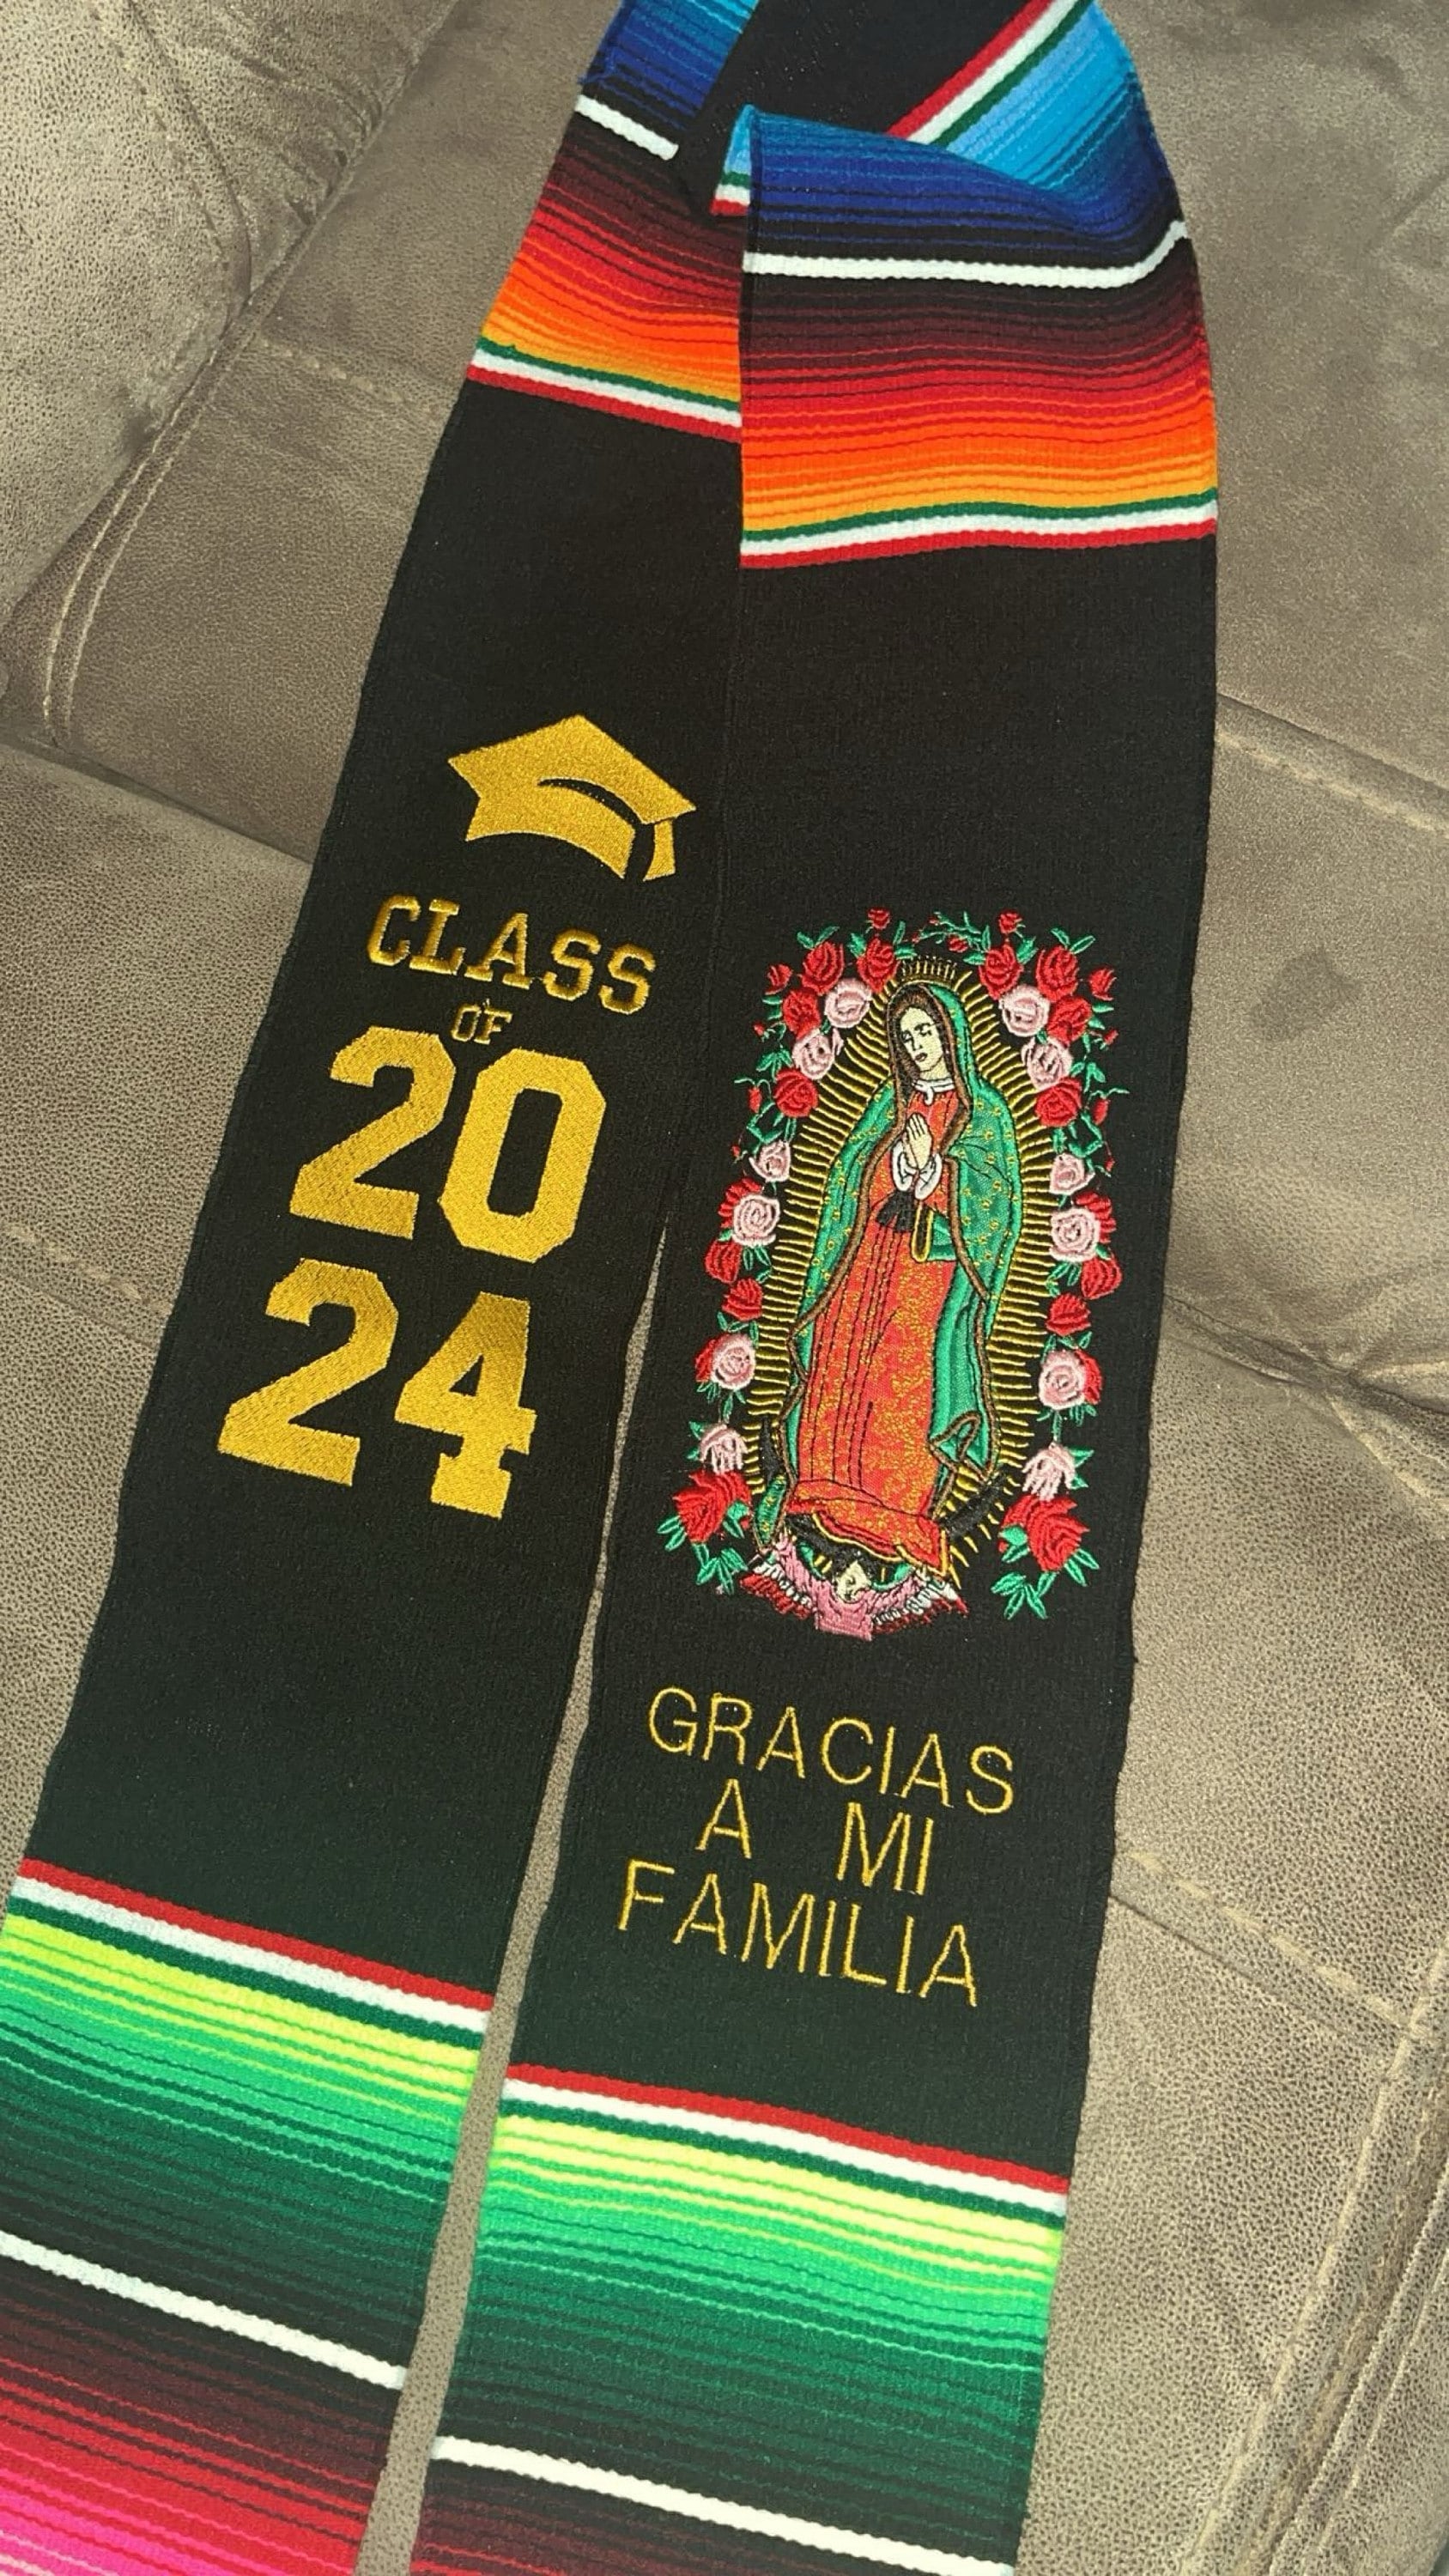 CLASS
OF
20
24
GRACIAS
A MI
FAMILIA